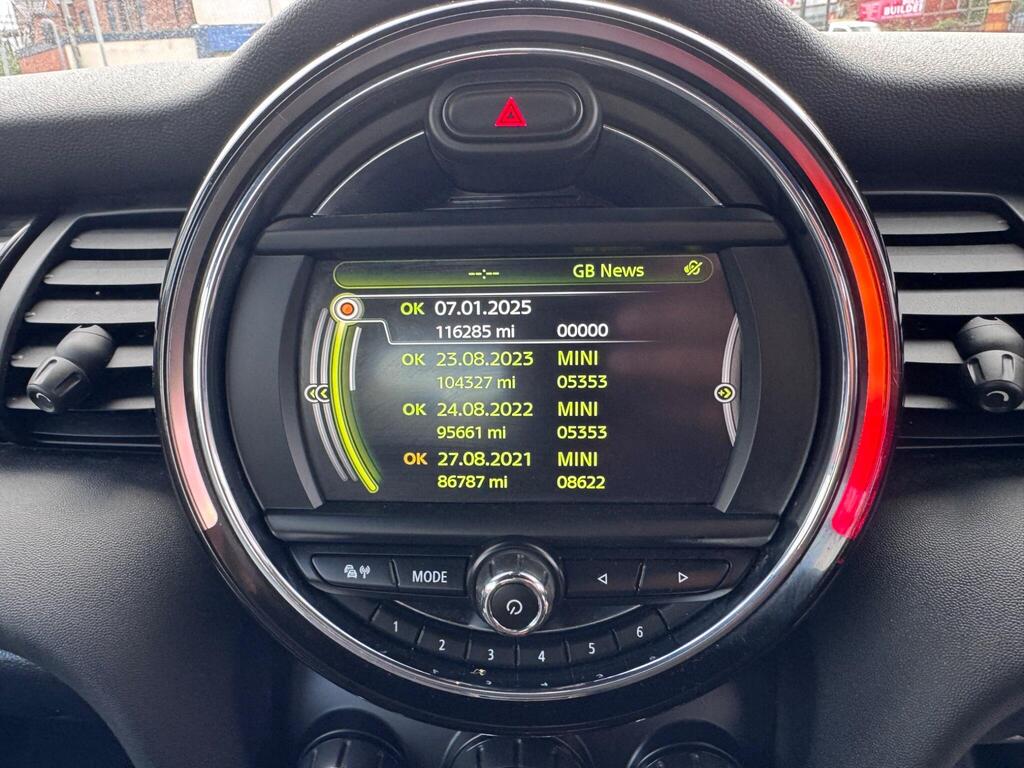 BUILDE
--:-- GB News
OK 07.01.2025
116285 mi 00000
OK 23.08.2023 MINI
104327 mi 05353
OK 24.08.2022 MINI
95661 mi 05353
OK 27.08.2021 MINI
86787 mi 08622
MODE
1 2 3 4 5 6